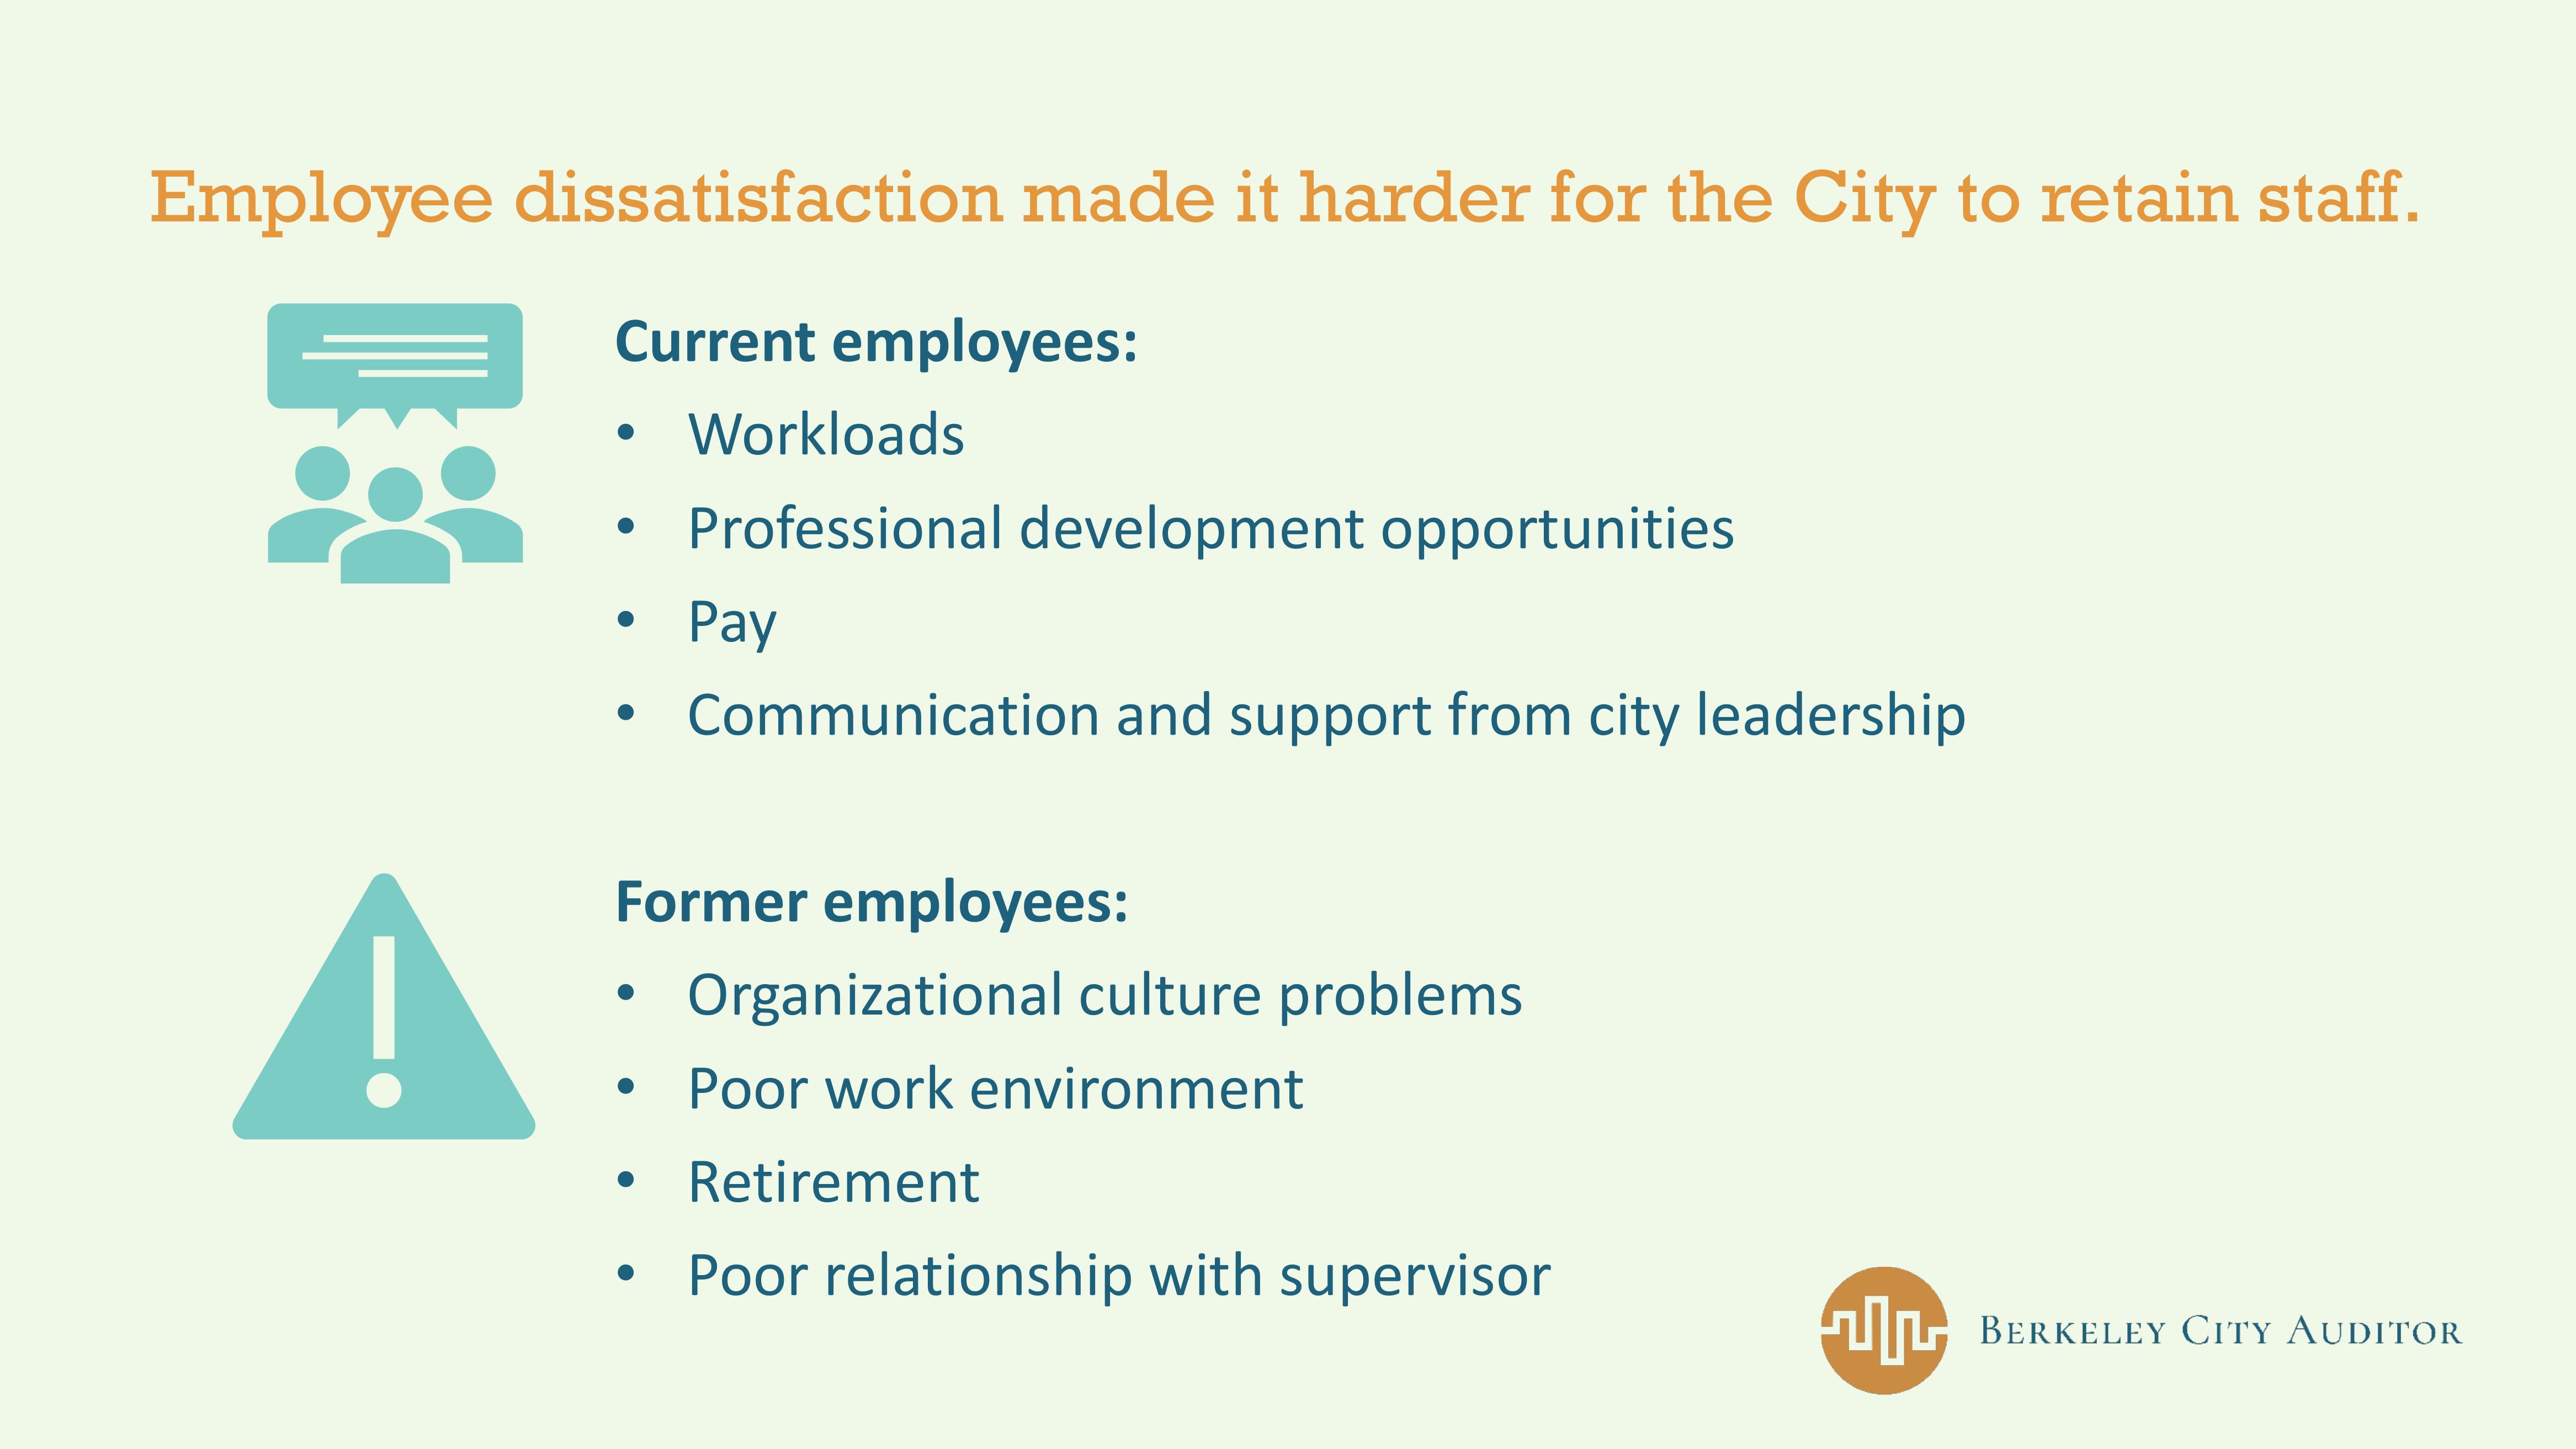 Employee dissatisfaction made it harder for the City to retain staff.
Current employees:
• Workloads
• Professional development opportunities
• Pay
• Communication and support from city leadership
Former employees:
• Organizational culture problems
• Poor work environment
• Retirement
• Poor relationship with supervisor
BERKELEY CITY AUDITOR